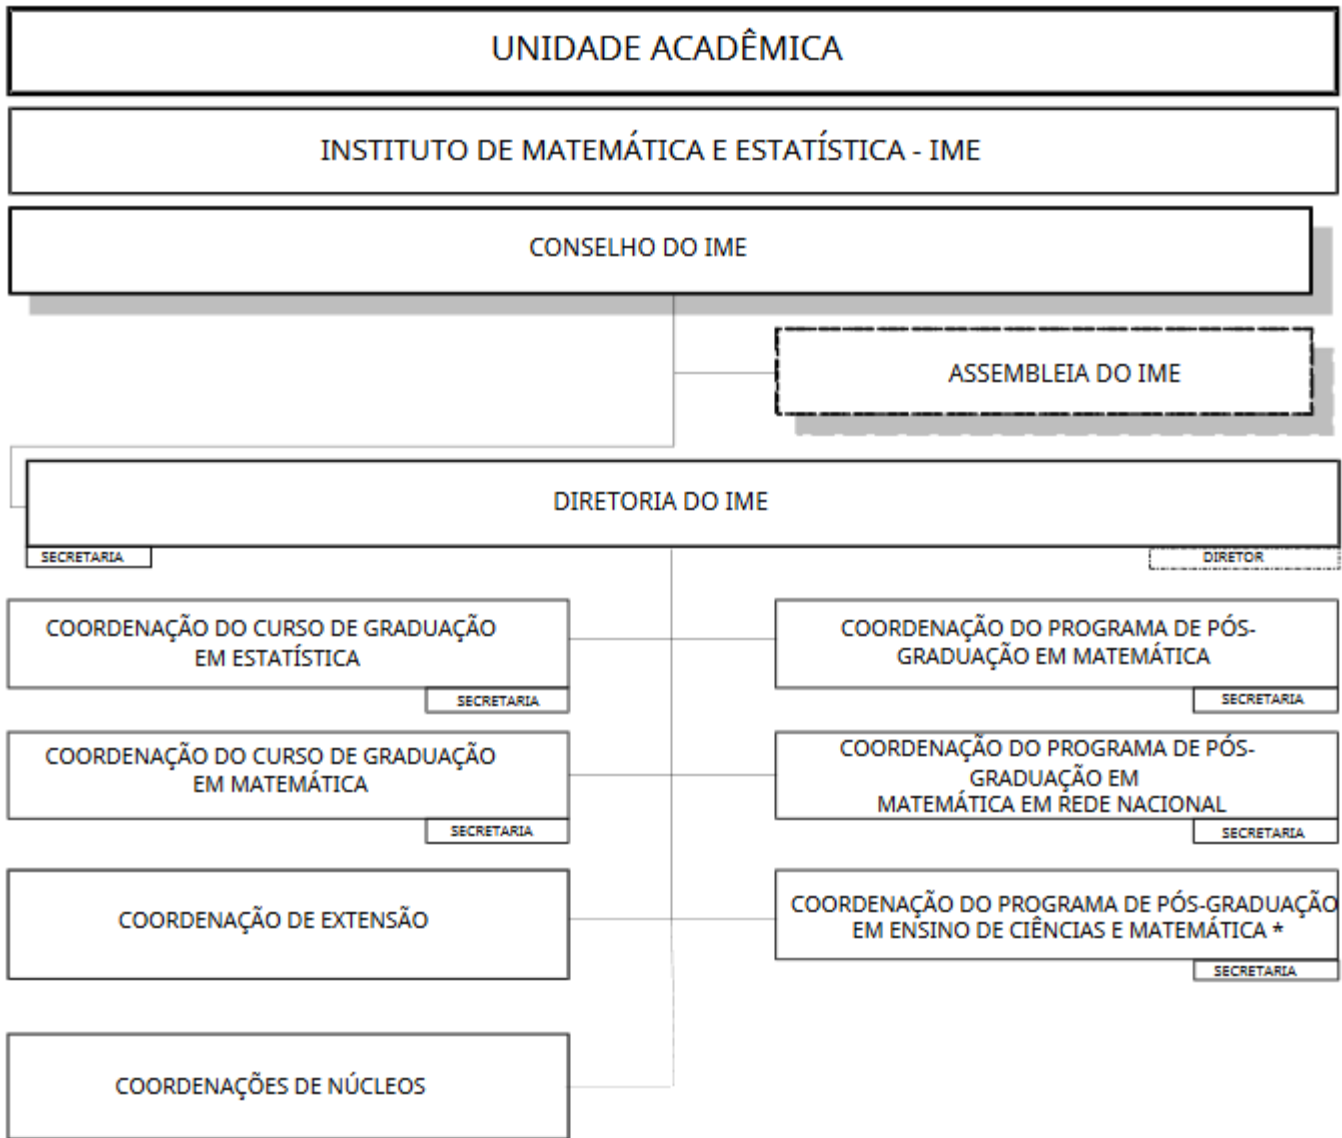 UNIDADE ACADÊMICA
INSTITUTO DE MATEMÁTICA E ESTATÍSTICA - IME
CONSELHO DO IME
ASSEMBLEIA DO IME
DIRETORIA DO IME
SECRETARIA
DIRETOR
COORDENAÇÃO DO CURSO DE GRADUAÇÃO
EM ESTATÍSTICA
SECRETARIA
COORDENAÇÃO DO PROGRAMA DE PÓS-
GRADUAÇÃO EM MATEMÁTICA
SECRETARIA
COORDENAÇÃO DO CURSO DE GRADUAÇÃO
EM MATEMÁTICA
SECRETARIA
COORDENAÇÃO DO PROGRAMA DE PÓS-
GRADUAÇÃO EM
MATEMÁTICA EM REDE NACIONAL
SECRETARIA
COORDENAÇÃO DE EXTENSÃO
COORDENAÇÃO DO PROGRAMA DE PÓS-GRADUAÇÃO
EM ENSINO DE CIÊNCIAS E MATEMÁTICA *
SECRETARIA
COORDENAÇÕES DE NÚCLEOS